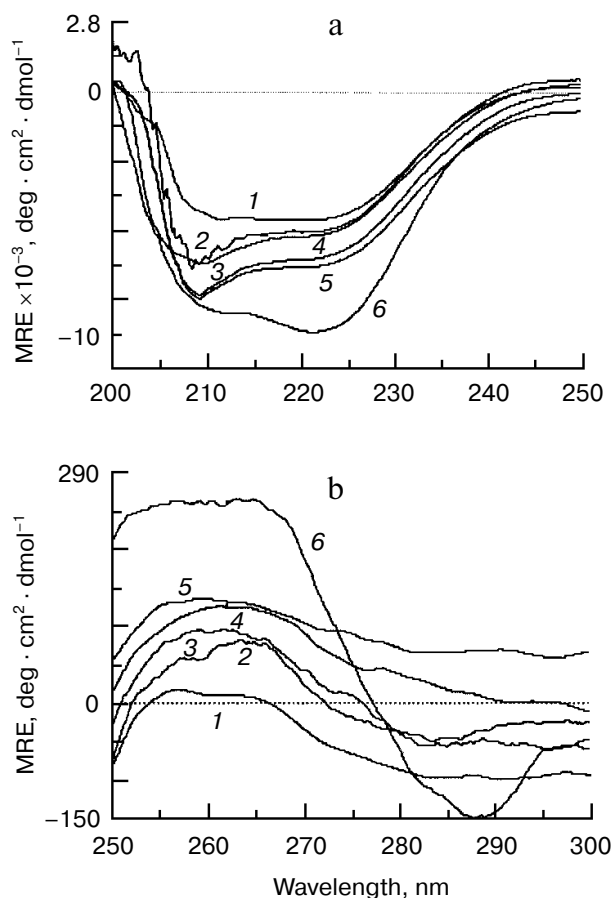 a
2.8
0
−10
MRE ×10⁻³, deg · cm² · dmol⁻¹
1
2
3
4
5
6
200 210 220 230 240 250
b
290
0
−150
MRE, deg · cm² · dmol⁻¹
6
5
4
3
2
1
250 260 270 280 290 300
Wavelength, nm